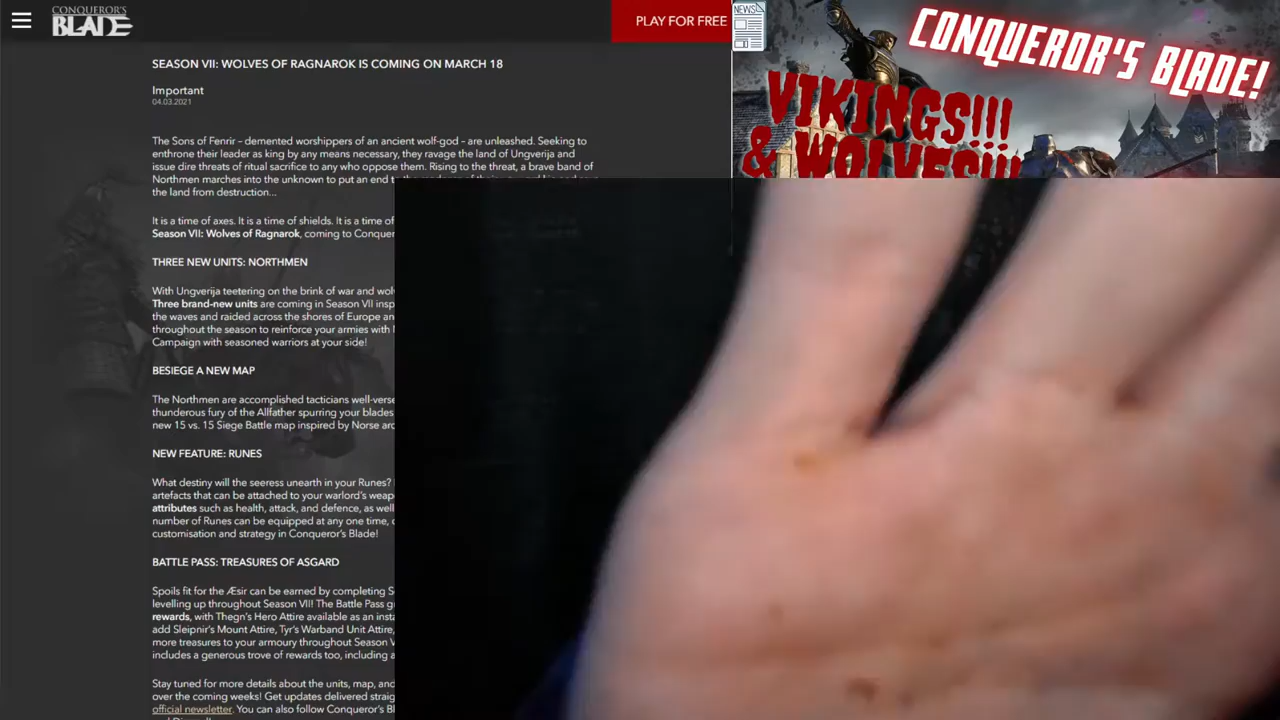 CONQUEROR'S
BLADE
PLAY FOR FREE
NEWS
CONQUEROR'S BLADE!
VIKINGS!!!
& WOLVES!!!
SEASON VII: WOLVES OF RAGNAROK IS COMING ON MARCH 18
Important
04.03.2021
The Sons of Fenrir – demented worshippers of an ancient wolf-god – are unleashed. Seeking to
enthrone their leader as king by any means necessary, they ravage the land of Ungverija and
issue dire threats of ritual sacrifice to any who oppose them. Rising to the threat, a brave band of
Northmen marches into the unknown to put an end
the land from destruction...
It is a time of axes. It is a time of shields. It is a time of
Season VII: Wolves of Ragnarok, coming to Conquer
THREE NEW UNITS: NORTHMEN
With Ungverija teetering on the brink of war and
Three brand-new units are coming in Season VII
the waves and raided across the shores of Europe
throughout the season to reinforce your armies with
Campaign with seasoned warriors at your side!
BESIEGE A NEW MAP
The Northmen are accomplished tacticians
thunderous fury of the Allfather spurring your blades
new 15 vs. 15 Siege Battle map inspired by Norse
NEW FEATURE: RUNES
What destiny will the seeress unearth in your Runes?
artefacts that can be attached to your warlord's
attributes such as health, attack, and defence, as
number of Runes can be equipped at any one time,
customisation and strategy in Conqueror's Blade!
BATTLE PASS: TREASURES OF ASGARD
Spoils fit for the Æsir can be earned by completing
levelling up throughout Season VII! The Battle Pass
rewards, with Thegn's Hero Attire available as an
add Sleipnir's Mount Attire, Tyr's Warband Unit Attire,
more treasures to your armoury throughout Season
includes a generous trove of rewards too, including
Stay tuned for more details about the units, map, and
over the coming weeks! Get updates delivered
official newsletter. You can also follow Conqueror's